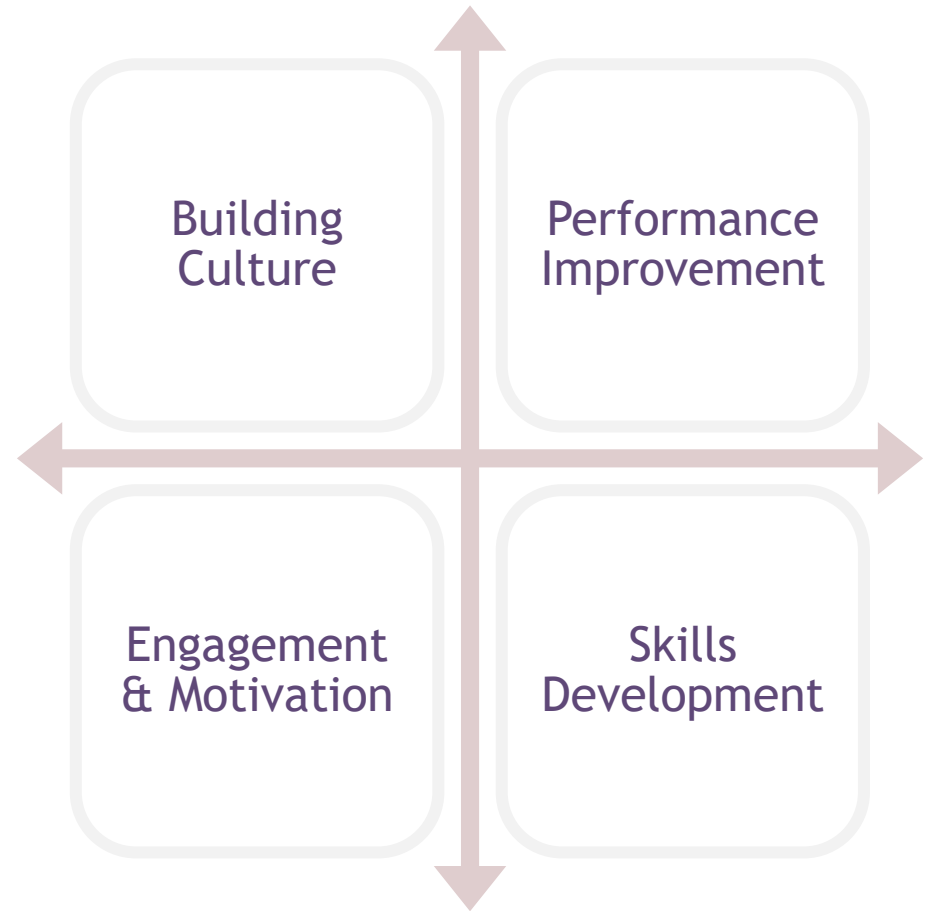 Building
Culture
Performance
Improvement
Engagement
& Motivation
Skills
Development